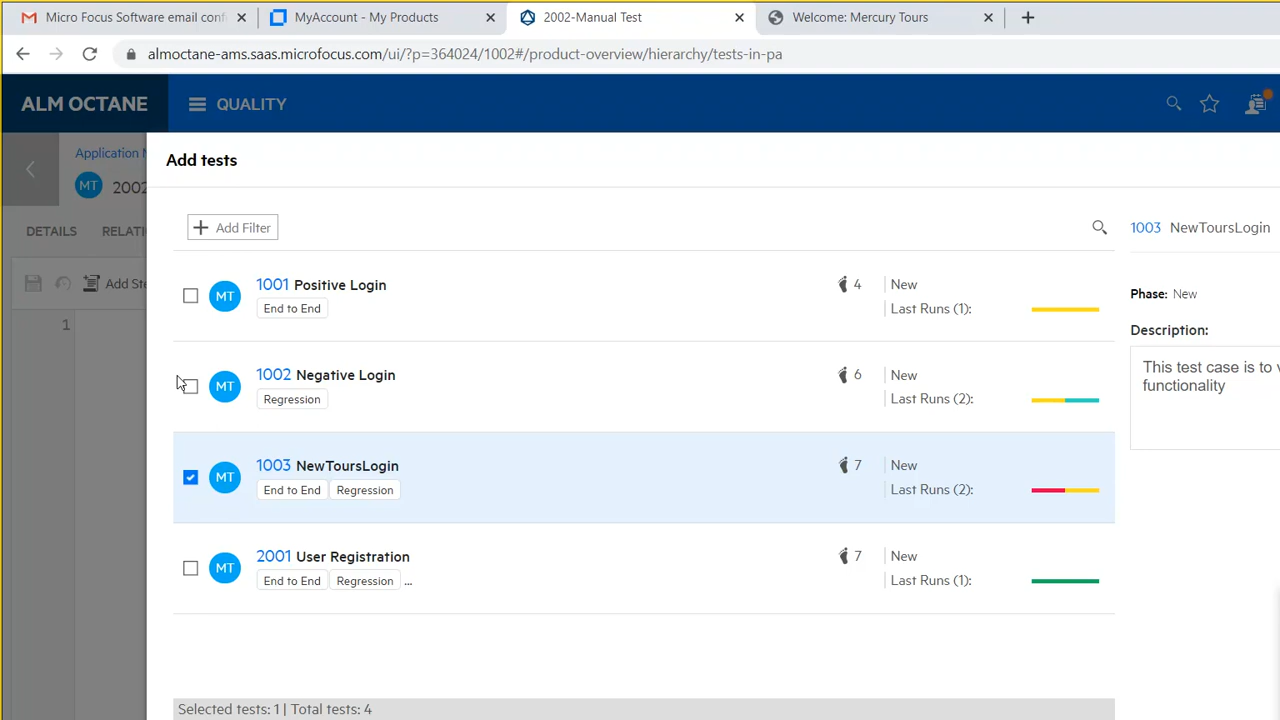 Micro Focus Software email conf
MyAccount - My Products
2002-Manual Test
Welcome: Mercury Tours
almoctane-ams.saas.microfocus.com/ui/?p=364024/1002#/product-overview/hierarchy/tests-in-pa
ALM OCTANE
QUALITY
Application M
MT 2002
DETAILS
RELATI
Add Ste
1
Add tests
Add Filter
MT
1001 Positive Login
End to End
4
New
Last Runs (1):
MT
1002 Negative Login
Regression
6
New
Last Runs (2):
MT
1003 NewToursLogin
End to End
Regression
7
New
Last Runs (2):
MT
2001 User Registration
End to End
Regression
...
7
New
Last Runs (1):
Selected tests: 1 | Total tests: 4
1003 NewToursLogin
Phase: New
Description:
This test case is to v
functionality